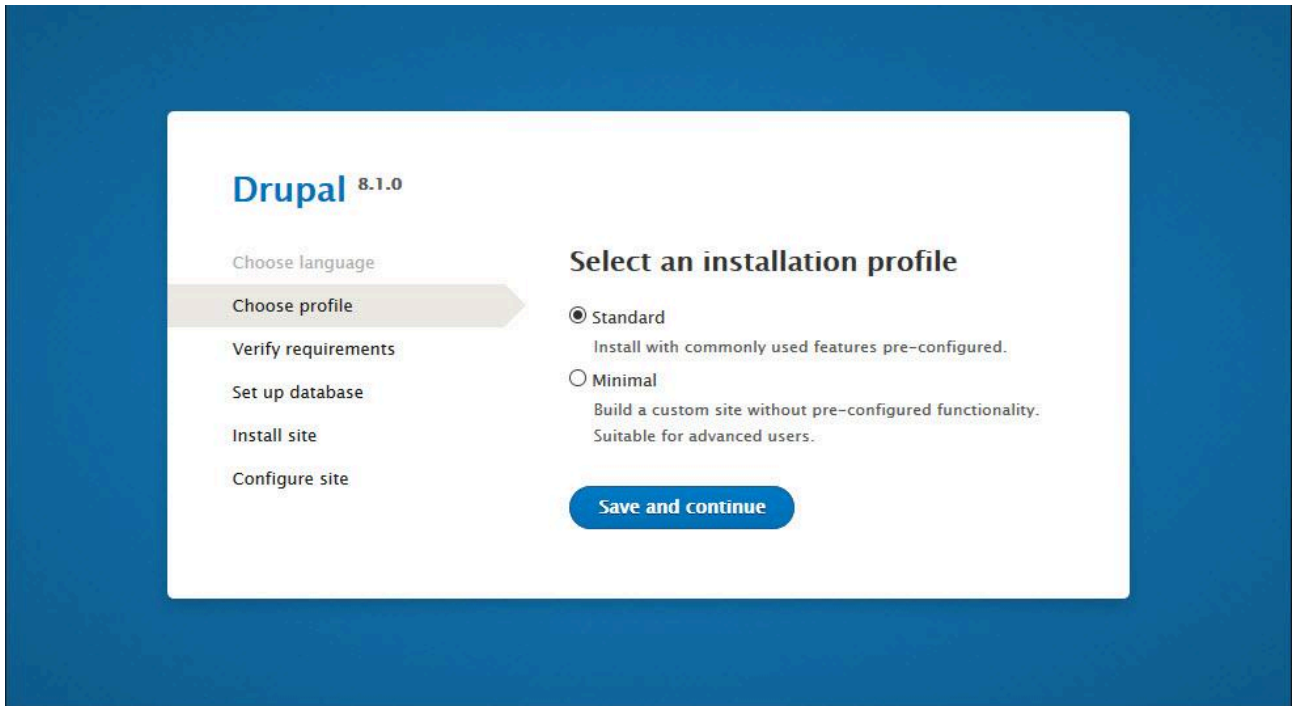 Drupal 8.1.0
Choose language
Choose profile
Verify requirements
Set up database
Install site
Configure site
Select an installation profile
Standard
Install with commonly used features pre-configured.
Minimal
Build a custom site without pre-configured functionality.
Suitable for advanced users.
Save and continue